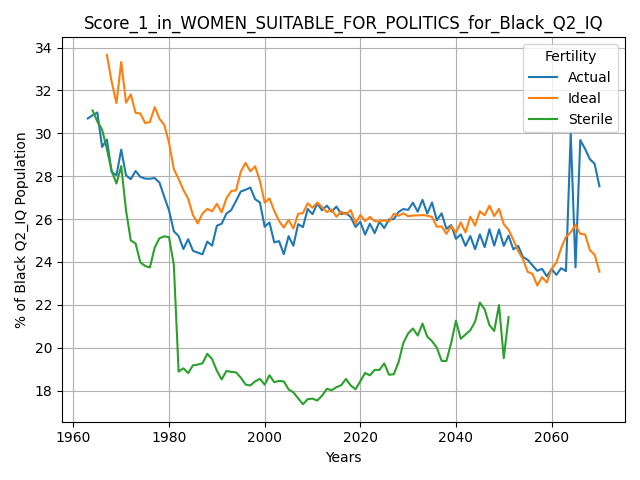 Score_1_in_WOMEN_SUITABLE_FOR_POLITICS_for_Black_Q2_IQ
Fertility
Actual
Ideal
Sterile
% of Black Q2_IQ Population
34
32
30
28
26
24
22
20
18
1960
1980
2000
2020
2040
2060
Years